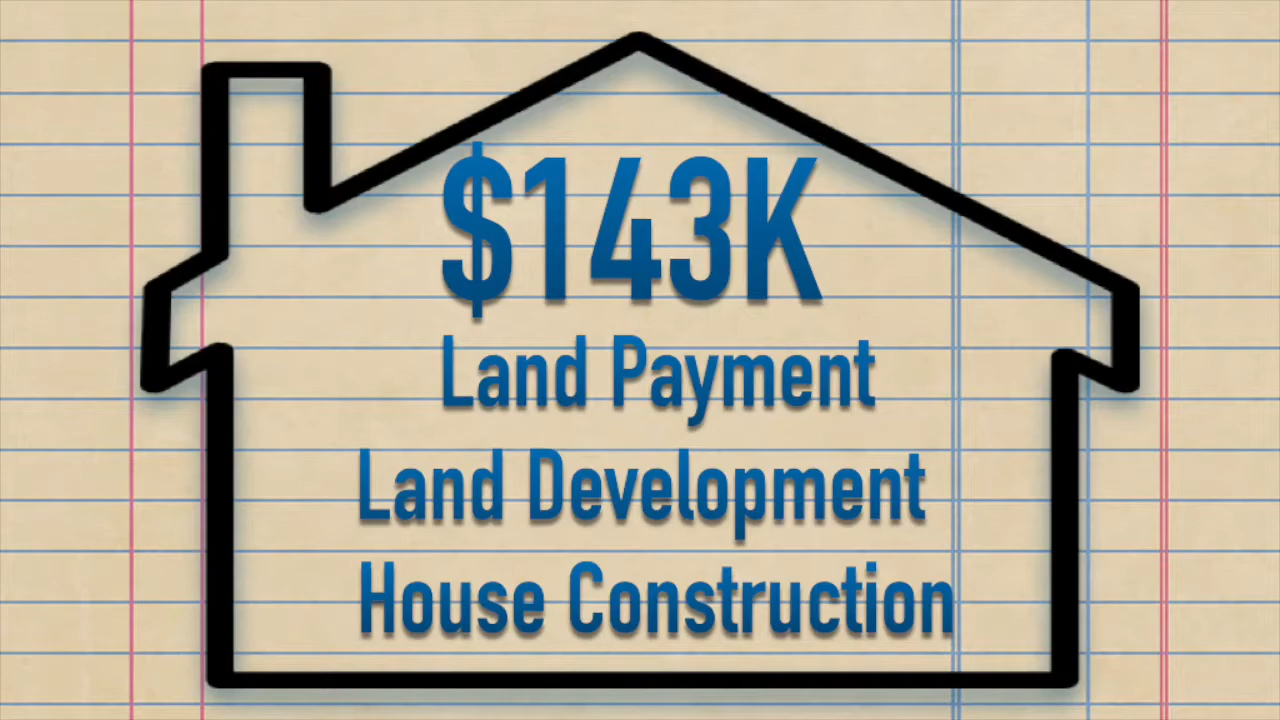 $143K
Land Payment
Land Development
House Construction